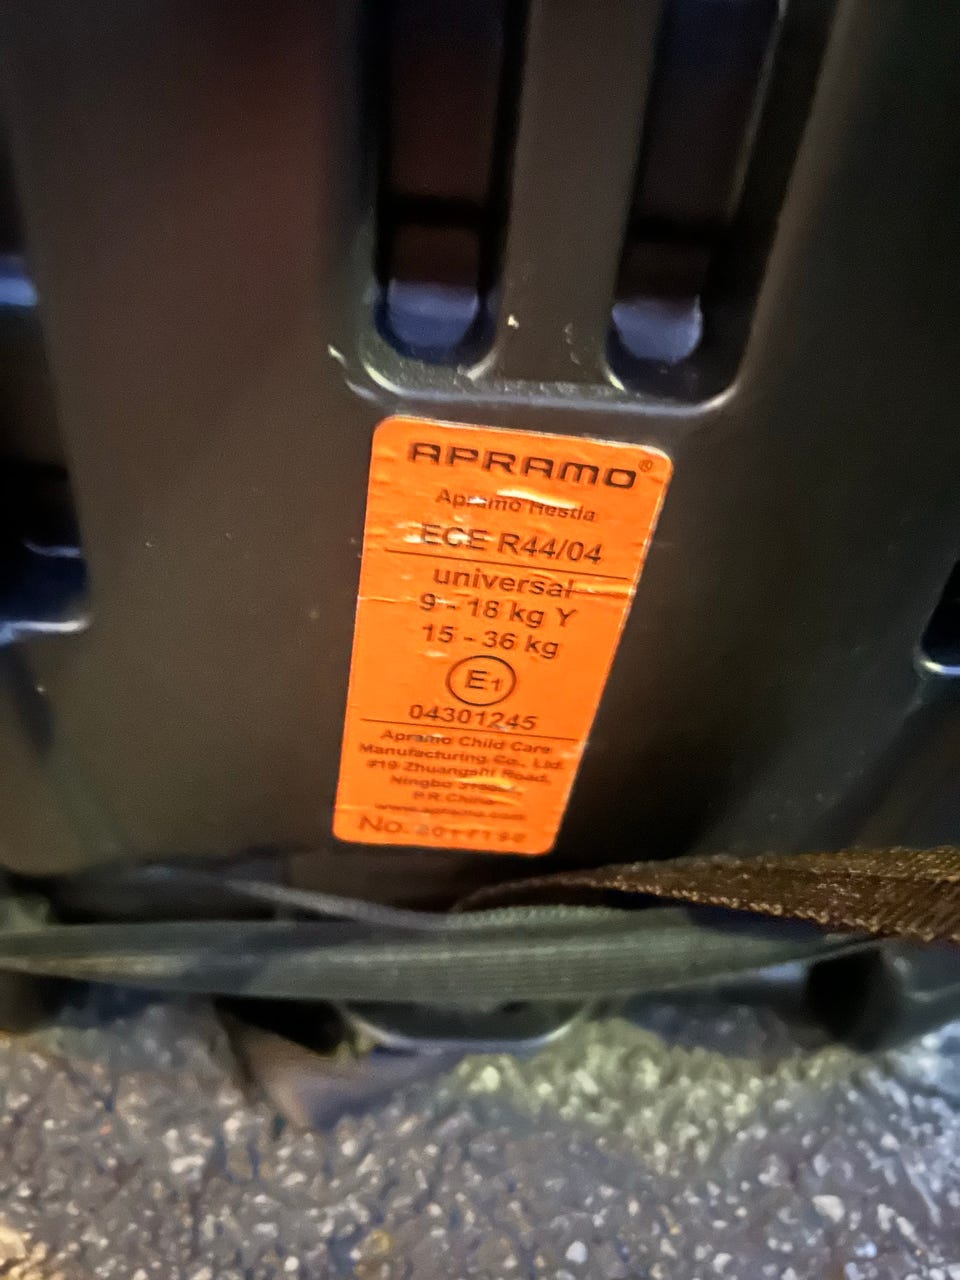 APRAMO®
Apramo Hestia
ECE R44/04
universal
9 - 18 kg Y
15 - 36 kg
E1
04301245
Apramo Child Care
Manufacturing Co., Ltd.
#19 Zhuangshi Road,
Ningbo
P.R.China
www.apramo.com
No.